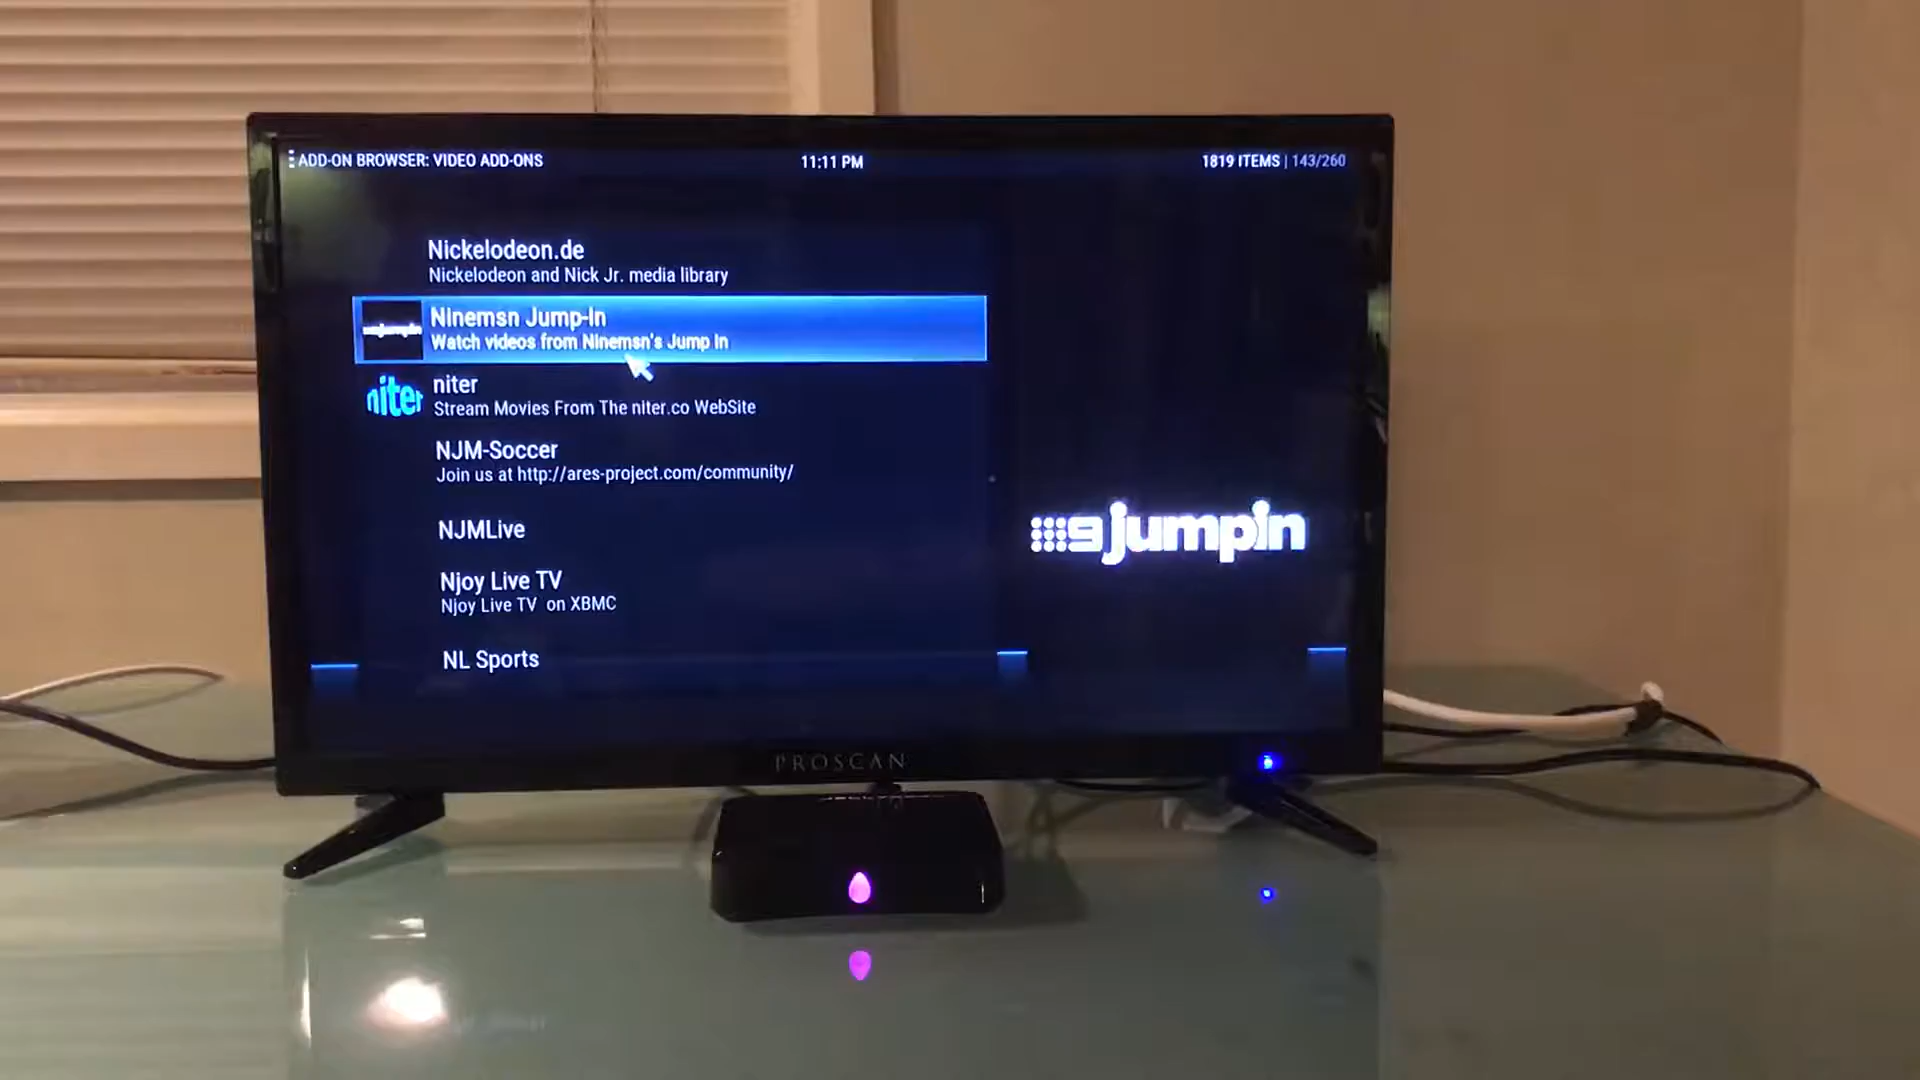 ADD-ON BROWSER: VIDEO ADD-ONS
11:11 PM
1819 ITEMS | 143/260
Nickelodeon.de
Nickelodeon and Nick Jr. media library
Ninemsn Jump-In
Watch videos from Ninemsn's Jump In
niter
niter
Stream Movies From The niter.co WebSite
NJM-Soccer
Join us at http://ares-project.com/community/
NJMLive
Njoy Live TV
Njoy Live TV on XBMC
NL Sports
9jumpin
PROSCAN